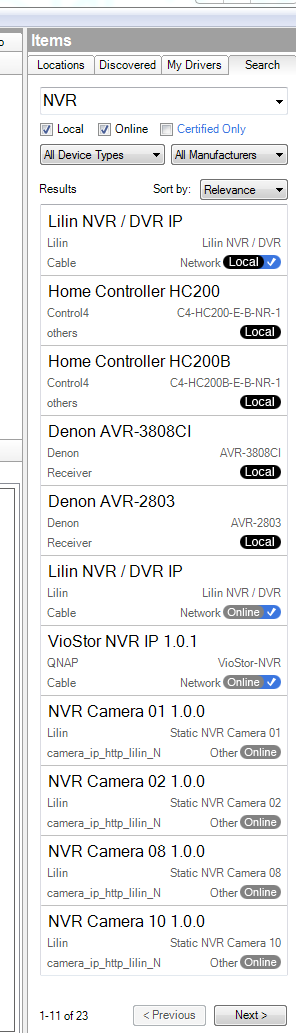 Items
Locations Discovered My Drivers Search
NVR
Local Online Certified Only
All Device Types All Manufacturers
Results Sort by: Relevance
Lilin NVR / DVR IP
Lilin Lilin NVR / DVR
Cable Network Local
Home Controller HC200
Control4 C4-HC200-E-B-NR-1
others Local
Home Controller HC200B
Control4 C4-HC200B-E-B-NR-1
others Local
Denon AVR-3808CI
Denon AVR-3808CI
Receiver Local
Denon AVR-2803
Denon AVR-2803
Receiver Local
Lilin NVR / DVR IP
Lilin Lilin NVR / DVR
Cable Network Online
VioStor NVR IP 1.0.1
QNAP VioStor-NVR
Cable Network Online
NVR Camera 01 1.0.0
Lilin Static NVR Camera 01
camera_ip_http_lilin_N Other Online
NVR Camera 02 1.0.0
Lilin Static NVR Camera 02
camera_ip_http_lilin_N Other Online
NVR Camera 08 1.0.0
Lilin Static NVR Camera 08
camera_ip_http_lilin_N Other Online
NVR Camera 10 1.0.0
Lilin Static NVR Camera 10
camera_ip_http_lilin_N Other Online
1-11 of 23 < Previous Next >